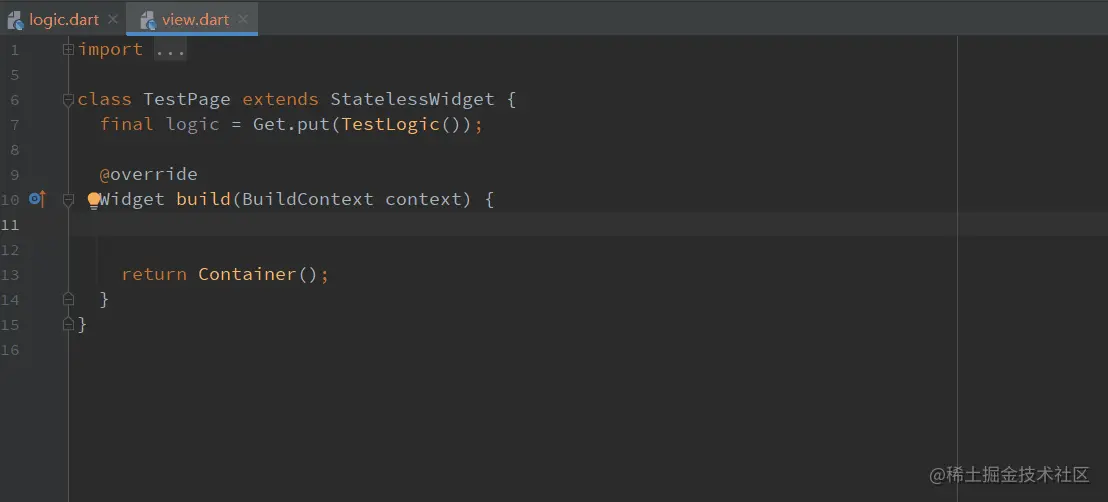 logic.dart view.dart
1 import ...
5
6 class TestPage extends StatelessWidget {
7 final logic = Get.put(TestLogic());
8
9 @override
10 Widget build(BuildContext context) {
11
12
13 return Container();
14 }
15 }
16
@稀土掘金技术社区